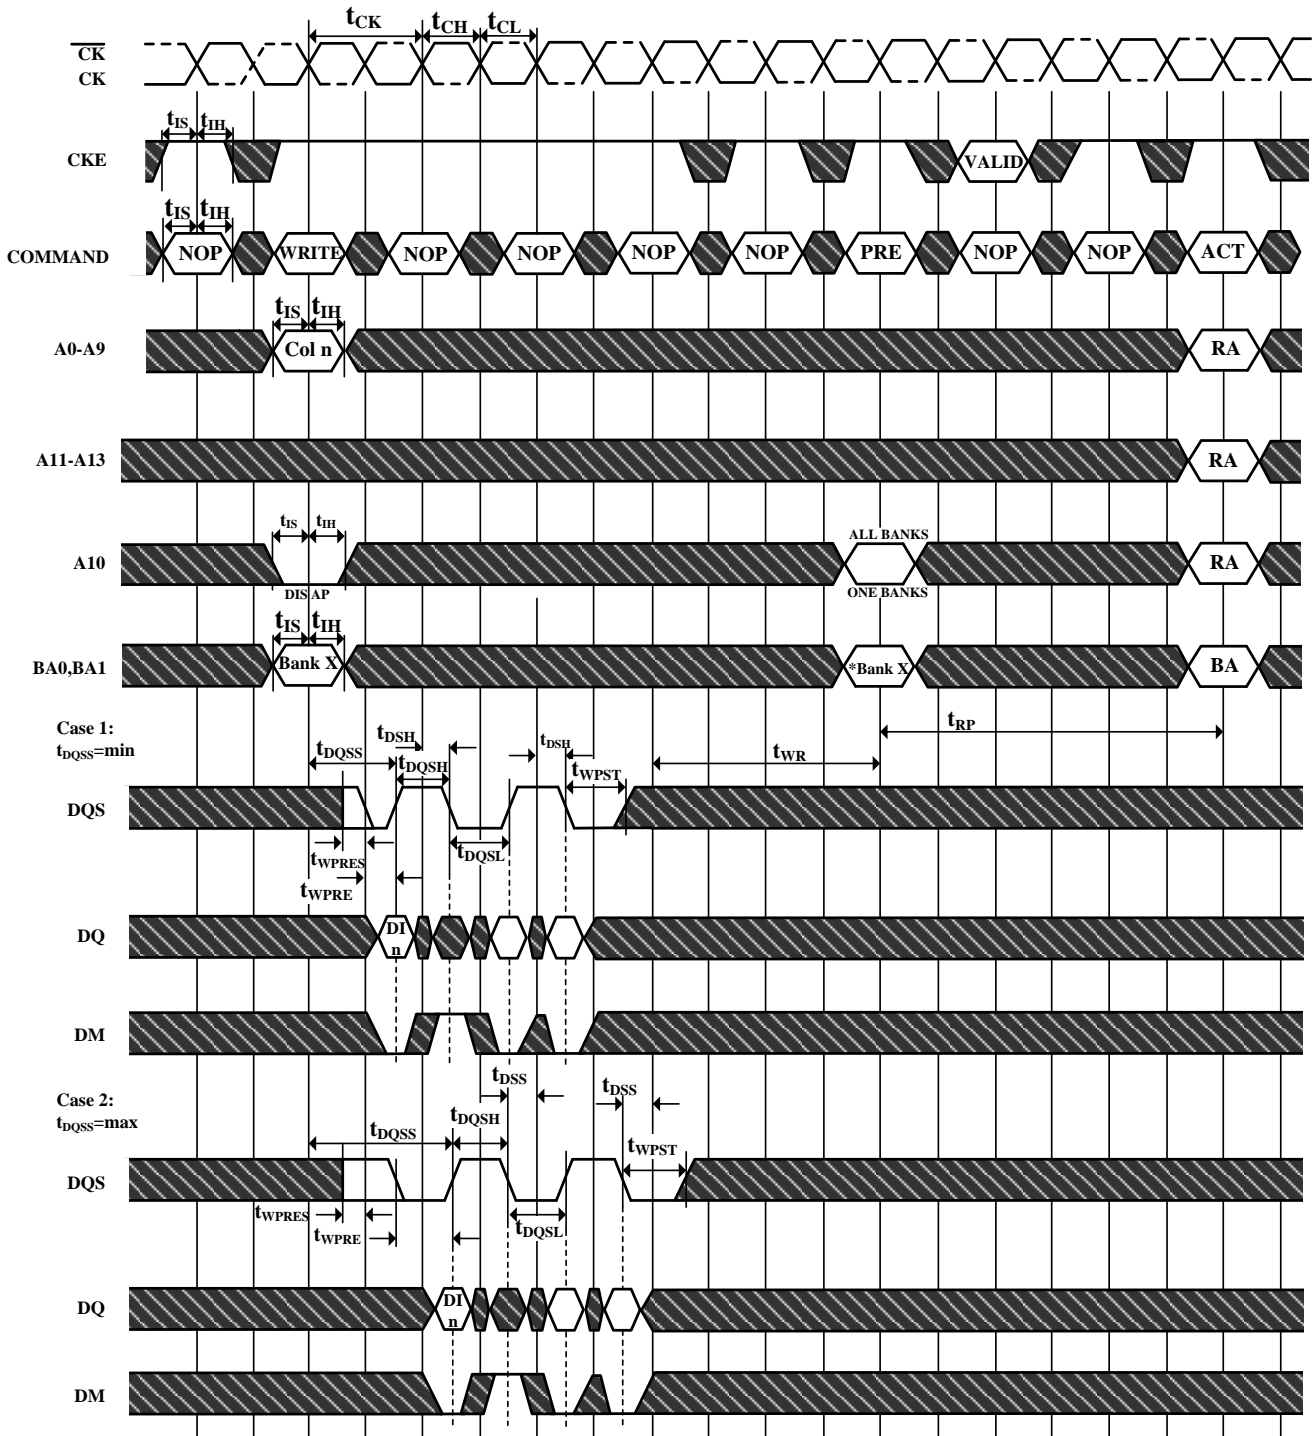 tCK tCH tCL
CK
CK
tIS tIH
CKE VALID
tIS tIH
COMMAND NOP WRITE NOP NOP NOP NOP PRE NOP NOP ACT
tIS tIH
A0-A9 Col n RA
A11-A13 RA
tIS tIH ALL BANKS
A10 RA
DIS AP ONE BANKS
tIS tIH
BA0,BA1 Bank X *Bank X BA
Case 1:
tDQSS=min
tDSH tDSH tRP
tDQSS tDQSH tWPST tWR
DQS
tWPRES tDQSL
tWPRE
DQ DI
n
DM
tDSS tDSS
Case 2:
tDQSS=max
tDQSS tDQSH tWPST
DQS
tWPRES tDQSL
tWPRE
DQ DI
n
DM